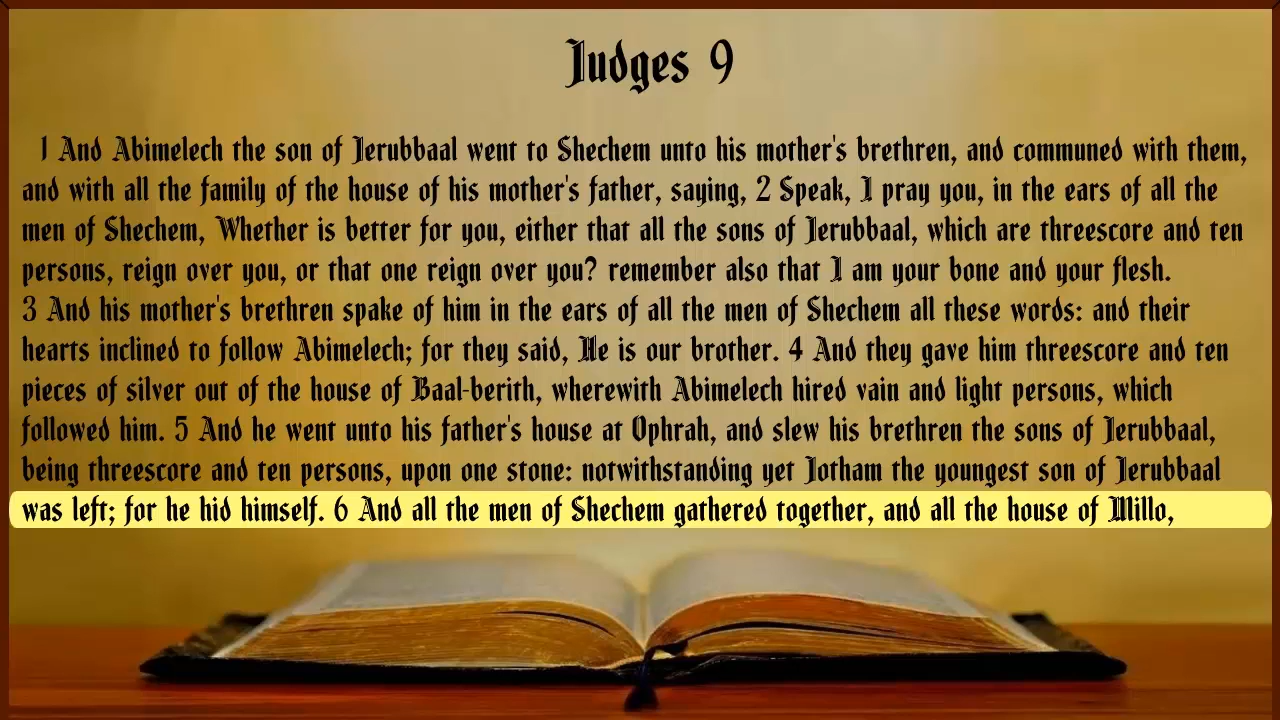 Judges 9
1 And Abimelech the son of Jerubbaal went to Shechem unto his mother's brethren, and communed with them,
and with all the family of the house of his mother's father, saying, 2 Speak, I pray you, in the ears of all the
men of Shechem, Whether is better for you, either that all the sons of Jerubbaal, which are threescore and ten
persons, reign over you, or that one reign over you? remember also that I am your bone and your flesh.
3 And his mother's brethren spake of him in the ears of all the men of Shechem all these words: and their
hearts inclined to follow Abimelech; for they said, He is our brother. 4 And they gave him threescore and ten
pieces of silver out of the house of Baal-berith, wherewith Abimelech hired vain and light persons, which
followed him. 5 And he went unto his father's house at Ophrah, and slew his brethren the sons of Jerubbaal,
being threescore and ten persons, upon one stone: notwithstanding yet Jotham the youngest son of Jerubbaal
was left; for he hid himself. 6 And all the men of Shechem gathered together, and all the house of Millo,